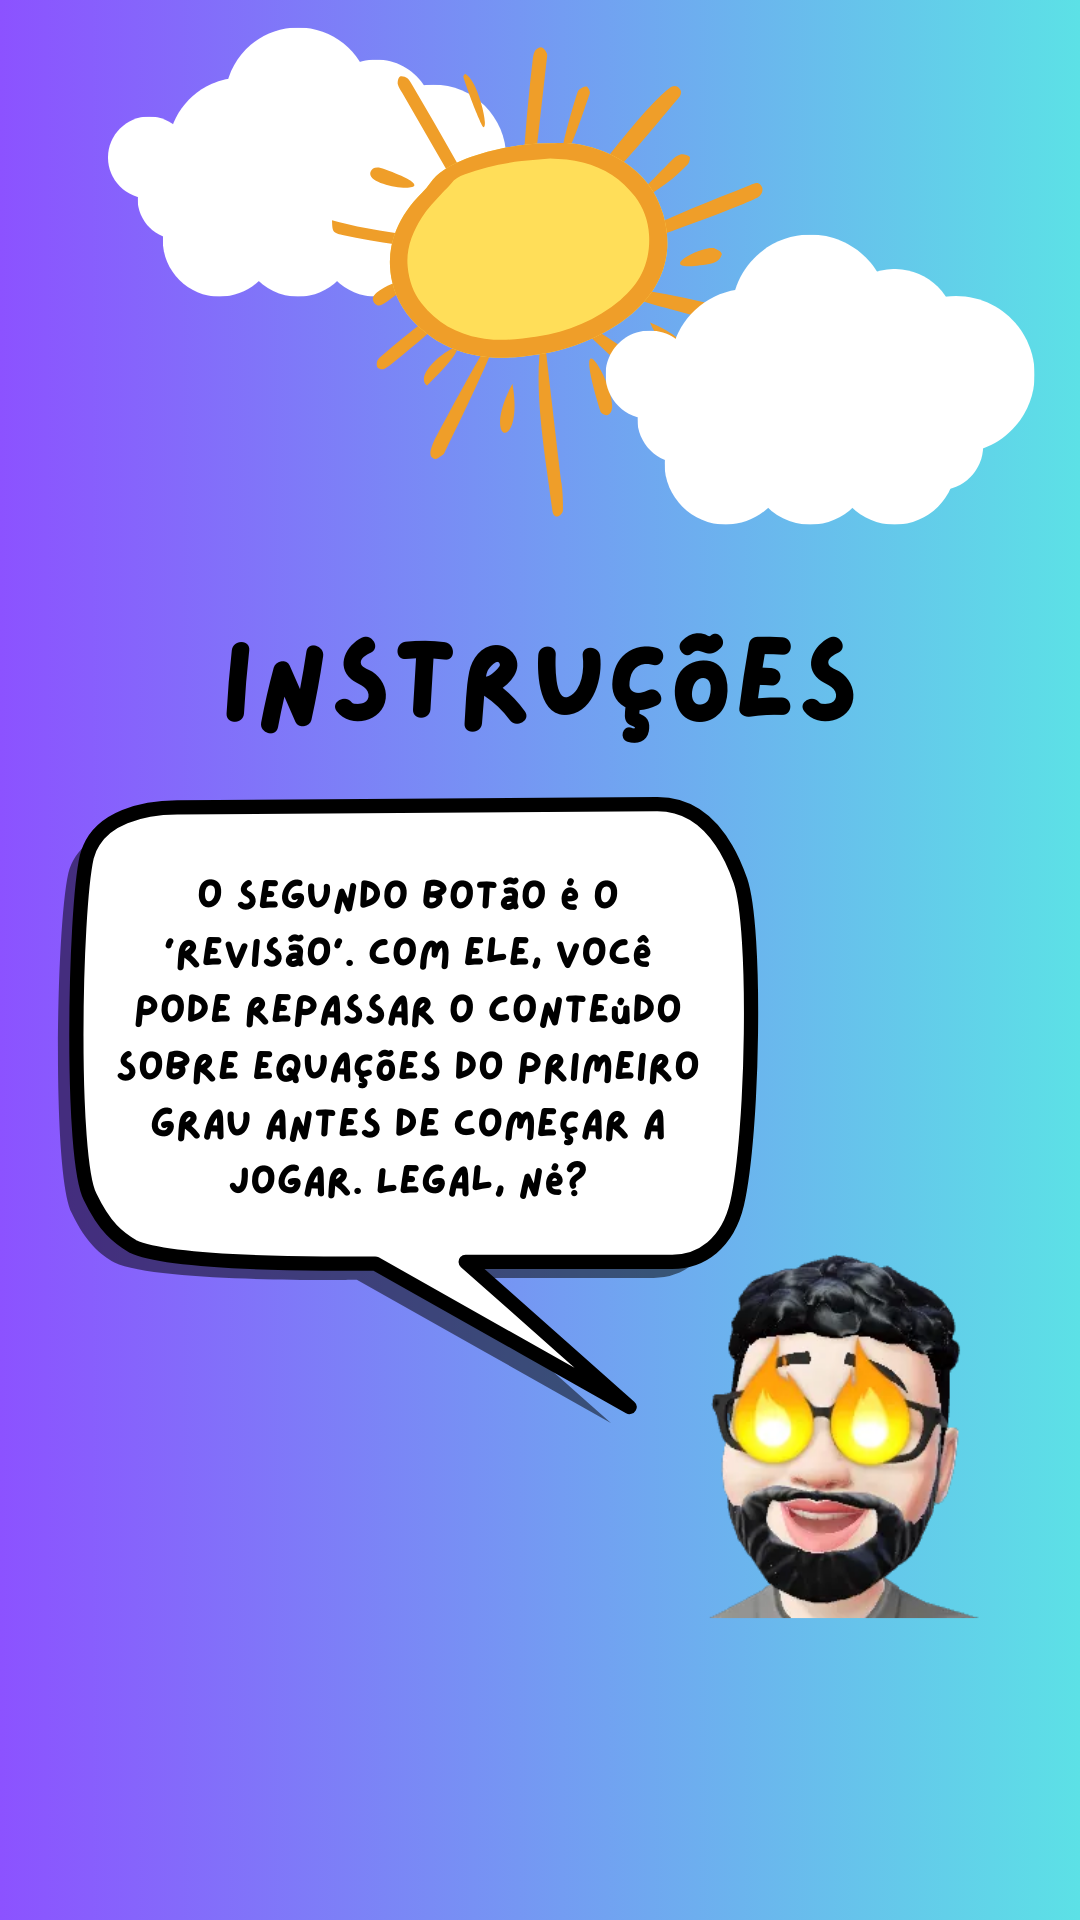 INSTRUÇÕES
O SEGUNDO BOTÃO É O
'REVISÃO'. COM ELE, VOCÊ
PODE REPASSAR O CONTEÚDO
SOBRE EQUAÇÕES DO PRIMEIRO
GRAU ANTES DE COMEÇAR A
JOGAR. LEGAL, NÉ?